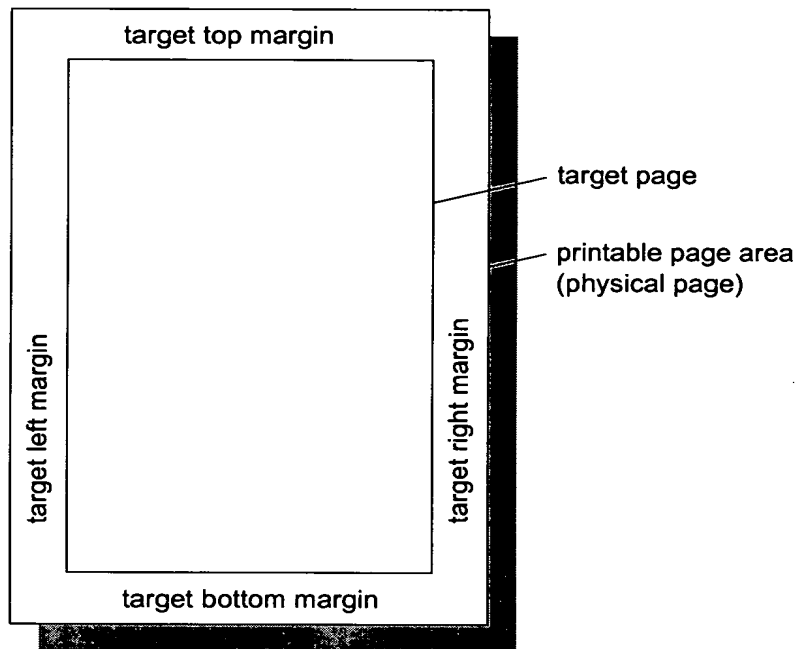 target top margin
target page
printable page area
(physical page)
target left margin
target right margin
target bottom margin